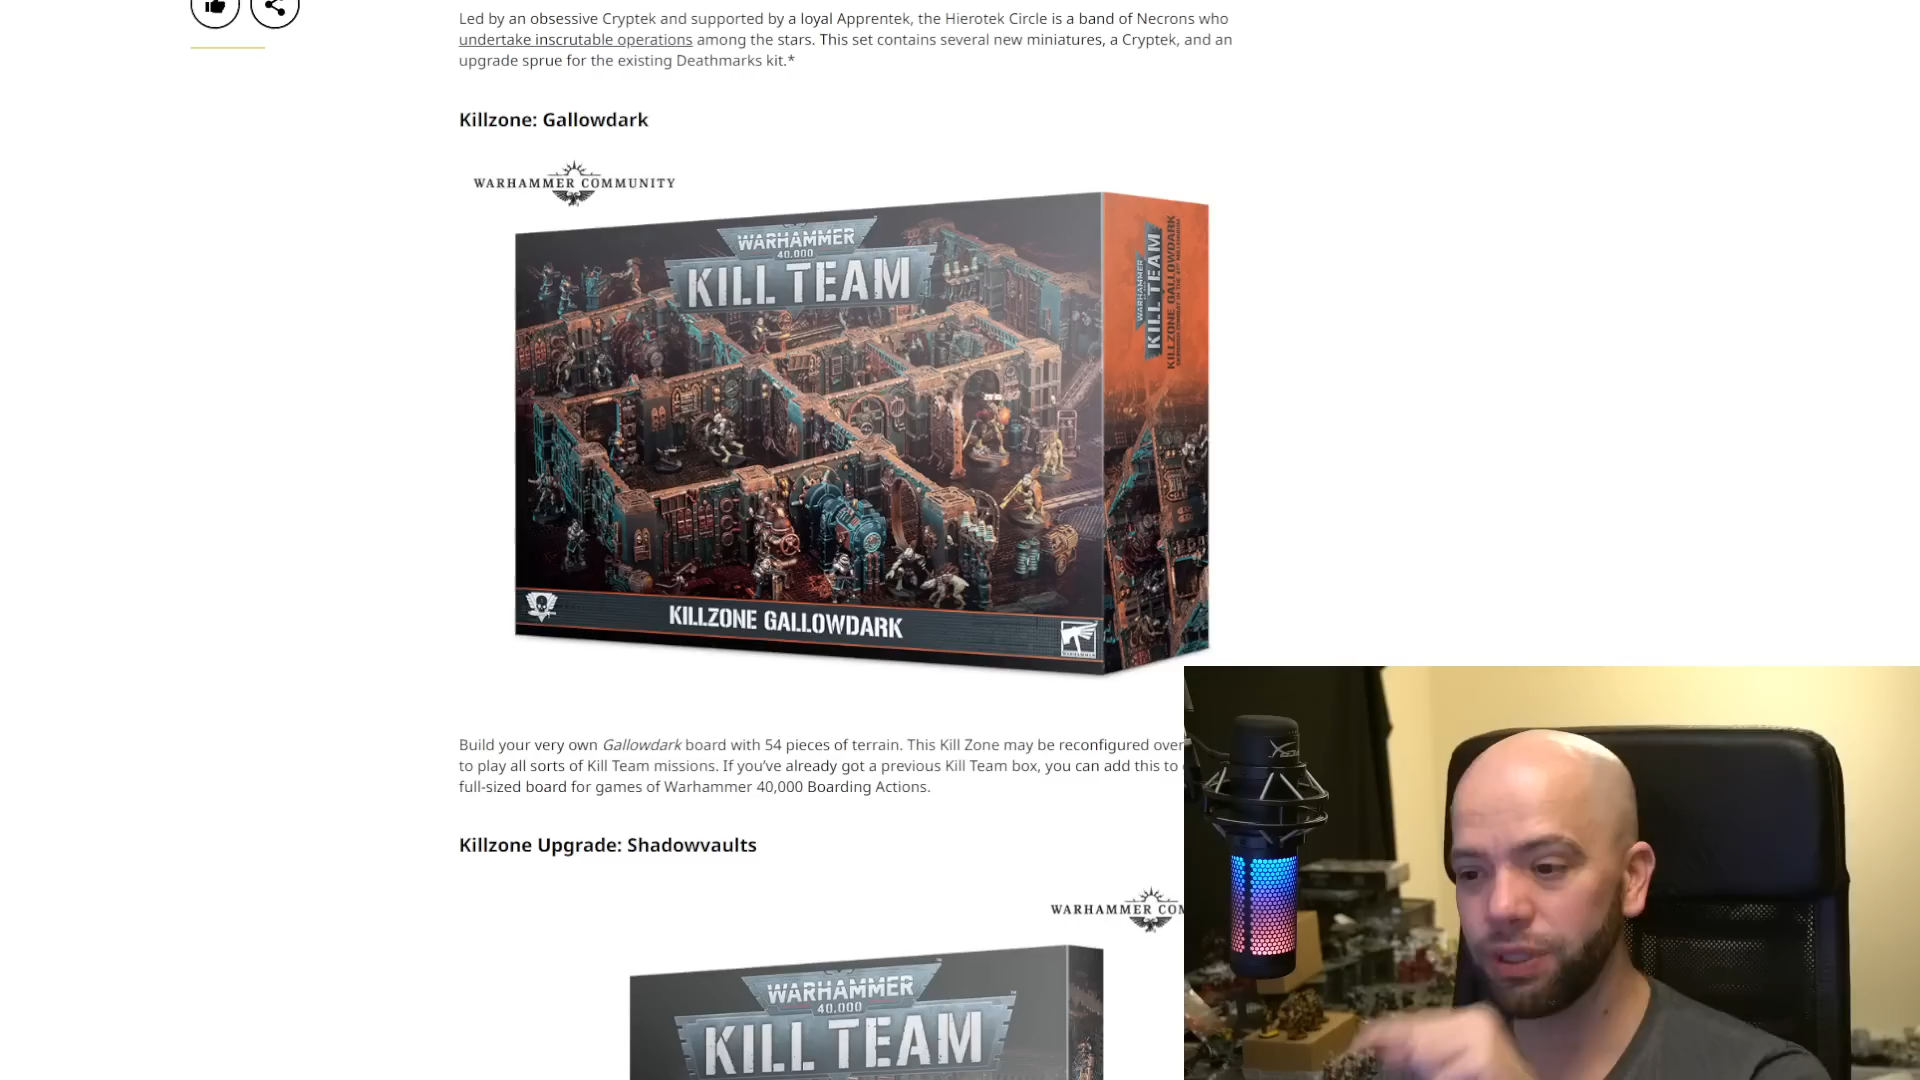 Led by an obsessive Cryptek and supported by a loyal Apprentek, the Hierotek Circle is a band of Necrons who
undertake inscrutable operations among the stars. This set contains several new miniatures, a Cryptek, and an
upgrade sprue for the existing Deathmarks kit.*
Killzone: Gallowdark
WARHAMMER COMMUNITY
WARHAMMER
40,000
KILL TEAM
WARHAMMER
KILL TEAM
KILLZONE GALLOWDARK
KILLZONE GALLOWDARK
WARHAMMER
Build your very own Gallowdark board with 54 pieces of terrain. This Kill Zone may be reconfigured over
to play all sorts of Kill Team missions. If you’ve already got a previous Kill Team box, you can add this to
full-sized board for games of Warhammer 40,000 Boarding Actions.
Killzone Upgrade: Shadowvaults
WARHAMMER COM
WARHAMMER
40,000
KILL TEAM